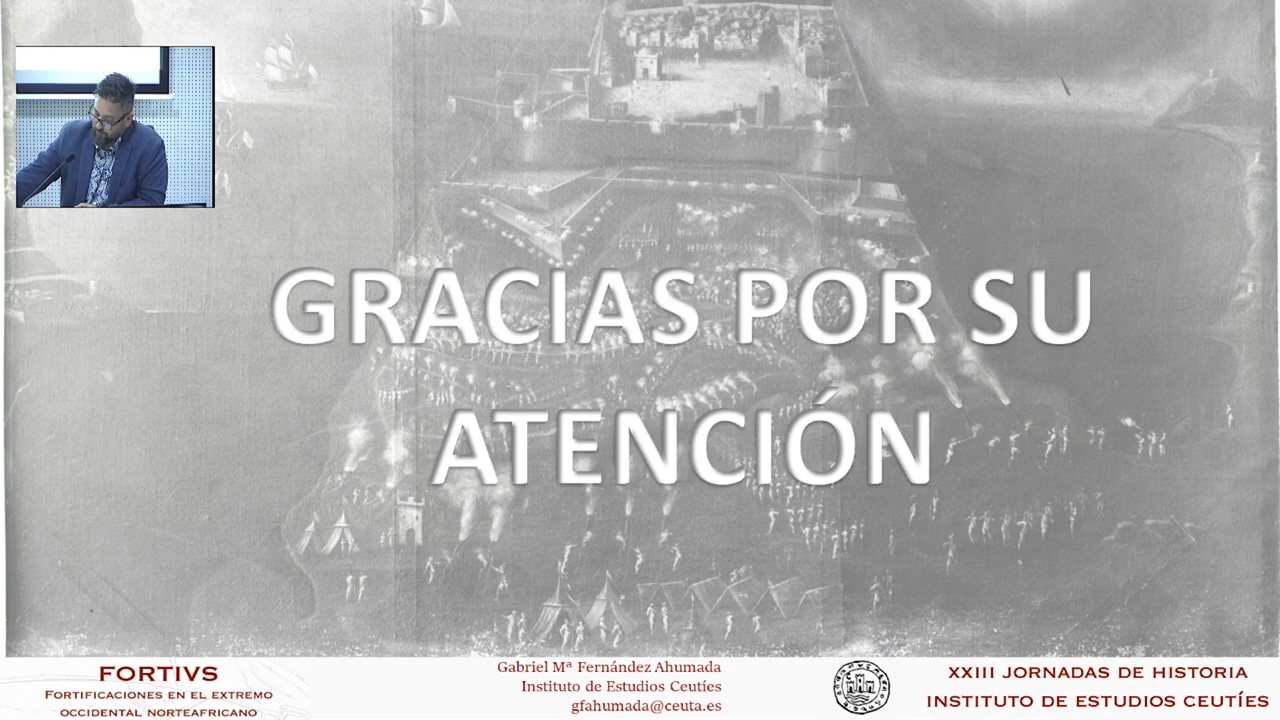 GRACIAS POR SU
ATENCIÓN
FORTIVS
FORTIFICACIONES EN EL EXTREMO
OCCIDENTAL NORTEAFRICANO
Gabriel Mª Fernández Ahumada
Instituto de Estudios Ceutíes
gfahumada@ceuta.es
XXIII JORNADAS DE HISTORIA
INSTITUTO DE ESTUDIOS CEUTÍES